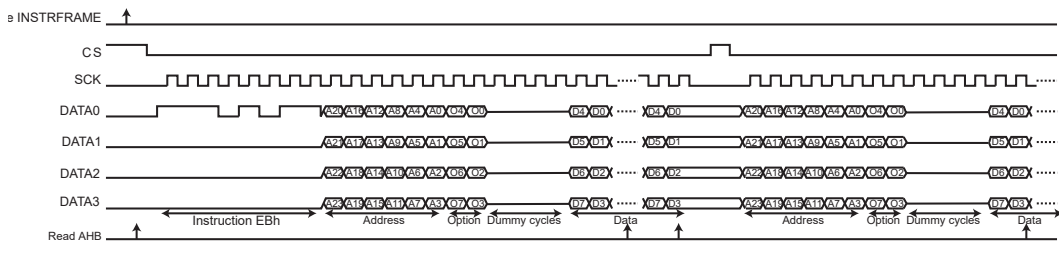 e INSTRFRAME
CS
SCK
DATA0 A20 A16 A12 A8 A4 A0 O4 O0 D4 D0 D4 D0 A20 A16 A12 A8 A4 A0 O4 O0 D4 D0
DATA1 A21 A17 A13 A9 A5 A1 O5 O1 D5 D1 D5 D1 A21 A17 A13 A9 A5 A1 O5 O1 D5 D1
DATA2 A22 A18 A14 A10 A6 A2 O6 O2 D6 D2 D6 D2 A22 A18 A14 A10 A6 A2 O6 O2 D6 D2
DATA3 A23 A19 A15 A11 A7 A3 O7 O3 D7 D3 D7 D3 A23 A19 A15 A11 A7 A3 O7 O3 D7 D3
Instruction EBh Address Option Dummy cycles Data Address Option Dummy cycles Data
Read AHB